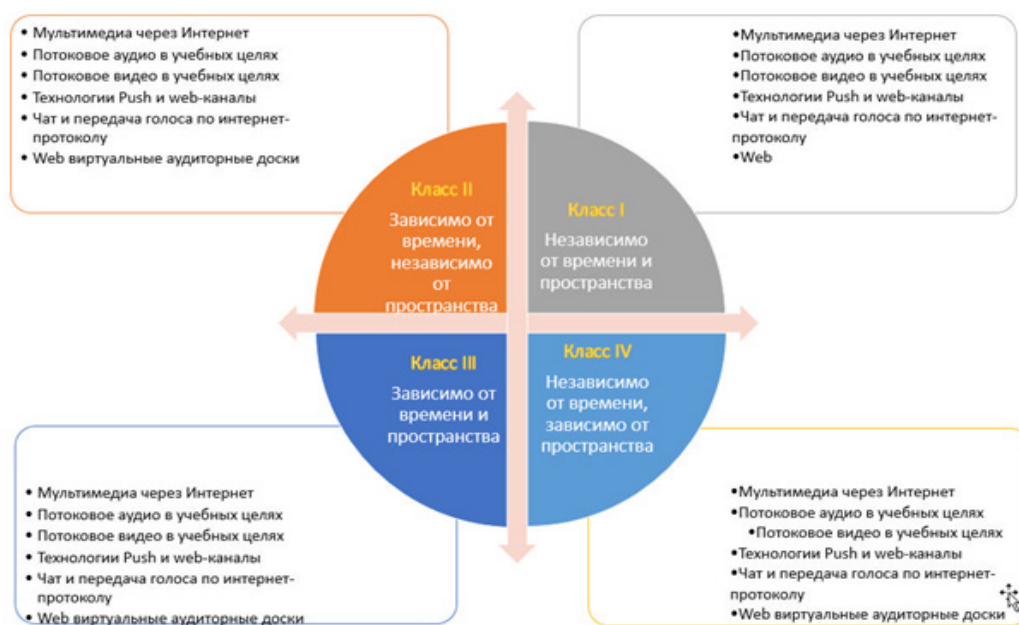 • Мультимедиа через Интернет
• Потоковое аудио в учебных целях
• Потоковое видео в учебных целях
• Технологии Push и web-каналы
• Чат и передача голоса по интернет-
протоколу
• Web виртуальные аудиторные доски
•Мультимедиа через Интернет
•Потоковое аудио в учебных целях
•Потоковое видео в учебных целях
•Технологии Push и web-каналы
•Чат и передача голоса по интернет-
протоколу
•Web
Класс II
Зависимо от
времени,
независимо
от
пространства
Класс I
Независимо
от времени и
пространства
Класс III
Зависимо от
времени и
пространства
Класс IV
Независимо
от времени,
зависимо от
пространства
• Мультимедиа через Интернет
• Потоковое аудио в учебных целях
• Потоковое видео в учебных целях
• Технологии Push и web-каналы
• Чат и передача голоса по интернет-
протоколу
• Web виртуальные аудиторные доски
•Мультимедиа через Интернет
•Потоковое аудио в учебных целях
•Потоковое видео в учебных целях
•Технологии Push и web-каналы
•Чат и передача голоса по интернет-
протоколу
•Web виртуальные аудиторные доски